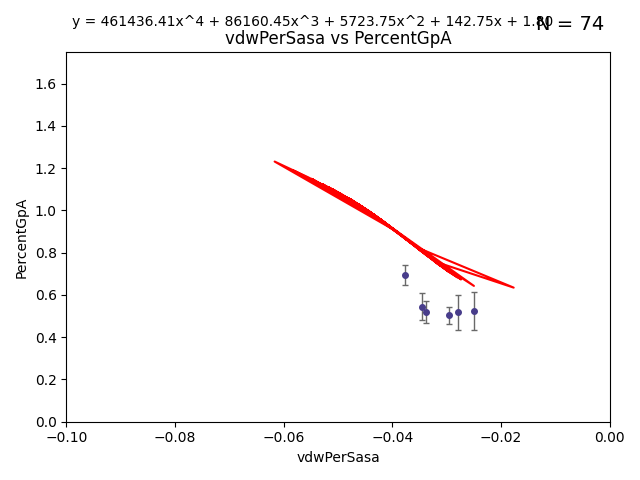 y = 461436.41x^4 + 86160.45x^3 + 5723.75x^2 + 142.75x + 1.80
N = 74
vdwPerSasa vs PercentGpA
1.6
1.4
1.2
1.0
0.8
0.6
0.4
0.2
0.0
PercentGpA
−0.10 −0.08 −0.06 −0.04 −0.02 0.00
vdwPerSasa